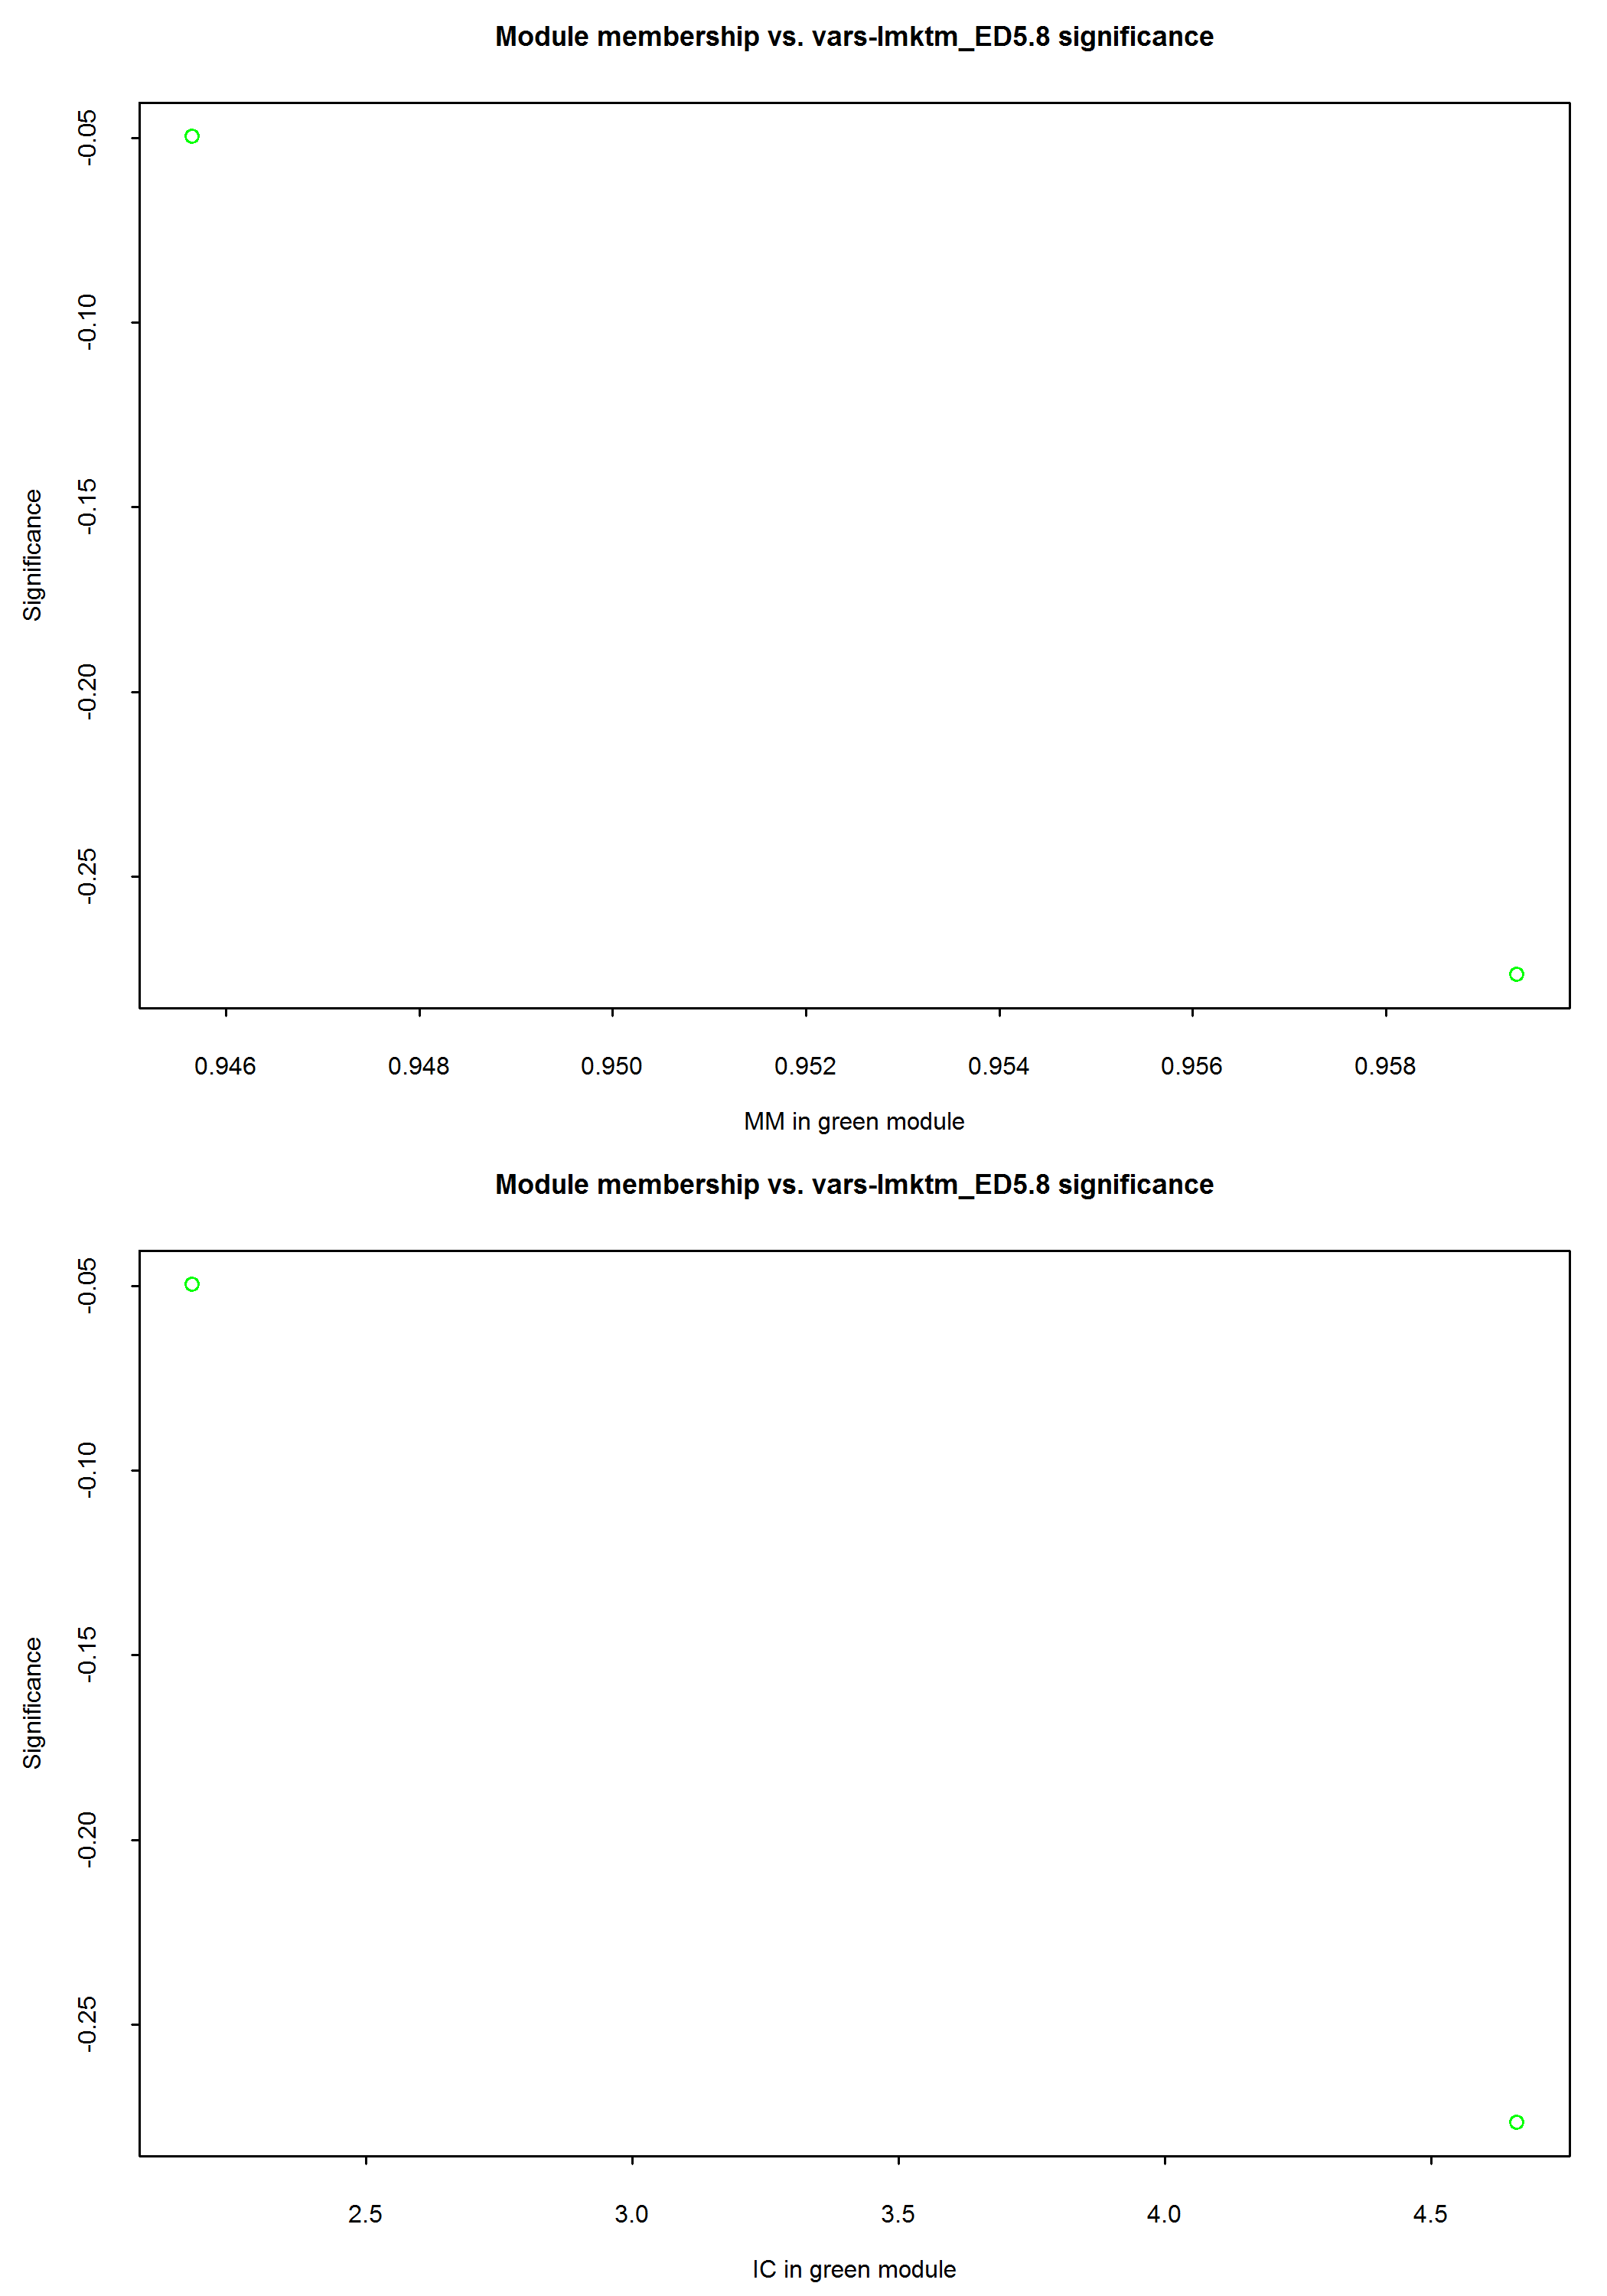 Module membership vs. vars-lmktm_ED5.8 significance
-0.05
-0.10
-0.15
-0.20
-0.25
Significance
0.946 0.948 0.950 0.952 0.954 0.956 0.958
MM in green module
Module membership vs. vars-lmktm_ED5.8 significance
-0.05
-0.10
-0.15
-0.20
-0.25
Significance
2.5 3.0 3.5 4.0 4.5
IC in green module